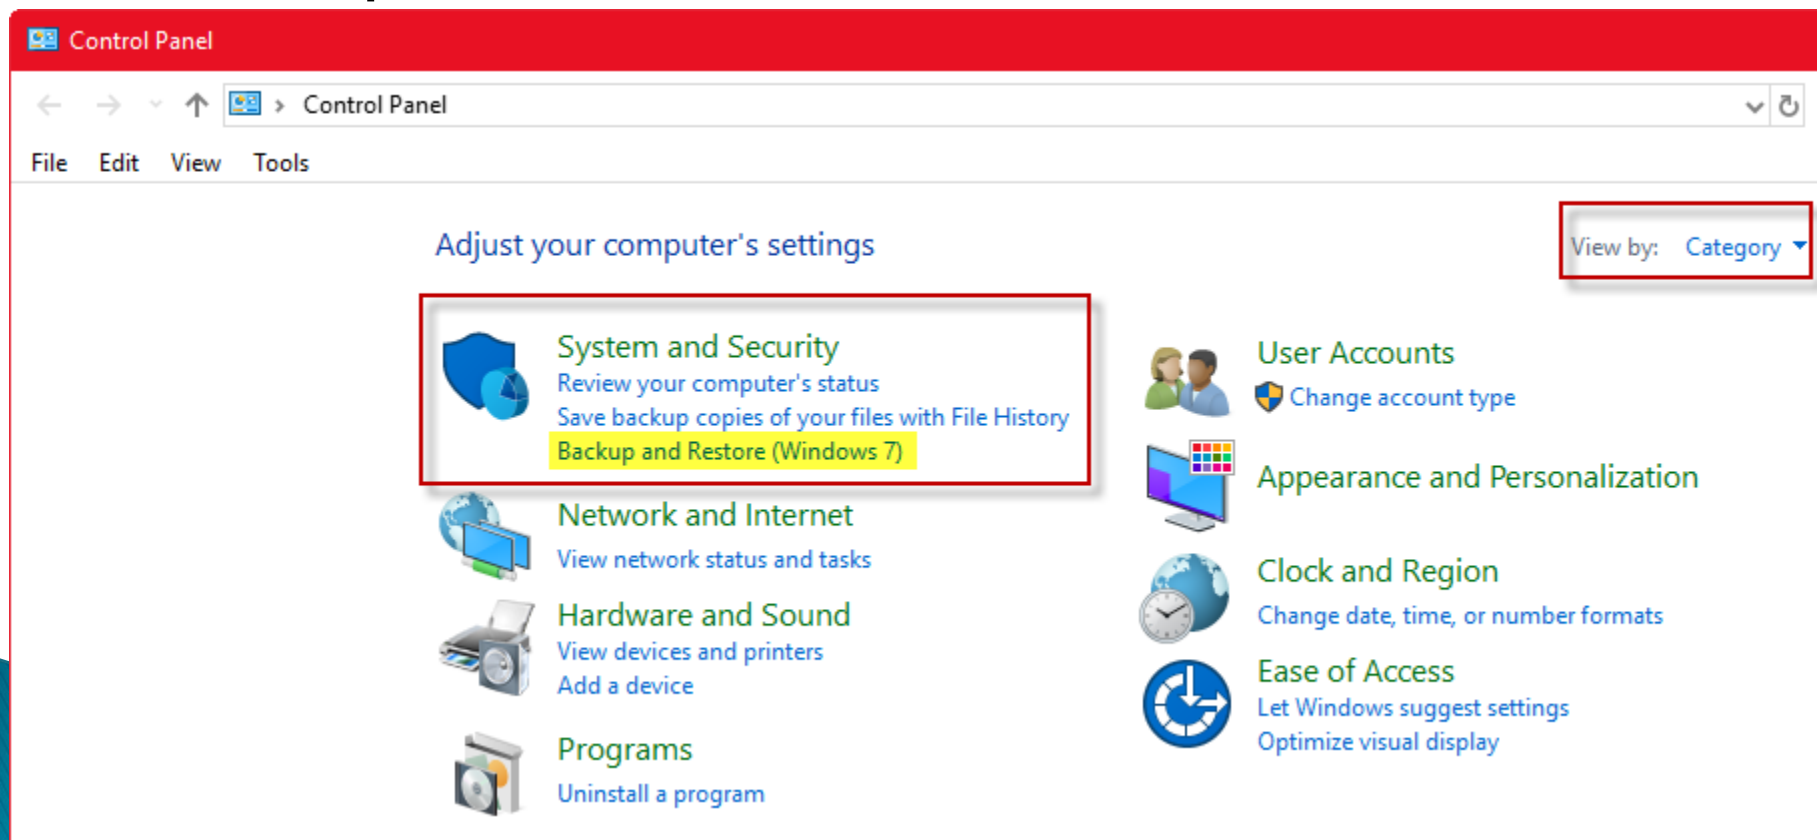 Control Panel
Control Panel
File Edit View Tools
Adjust your computer's settings
View by: Category
System and Security
Review your computer's status
Save backup copies of your files with File History
Backup and Restore (Windows 7)
Network and Internet
View network status and tasks
Hardware and Sound
View devices and printers
Add a device
Programs
Uninstall a program
User Accounts
Change account type
Appearance and Personalization
Clock and Region
Change date, time, or number formats
Ease of Access
Let Windows suggest settings
Optimize visual display